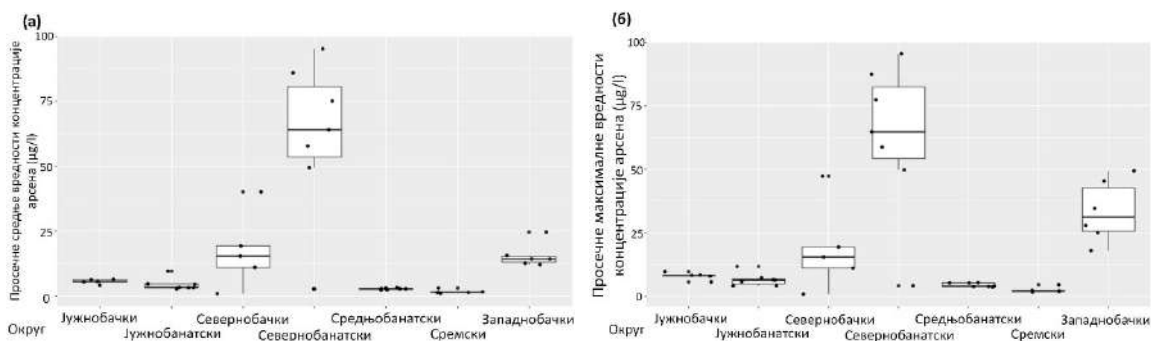 (а)
Просечне средње вредности концентрације
арсена (µg/l)
100
75
50
25
0
Округ
Јужнобачки
Јужнобанатски
Севернобачки
Севернобанатски
Средњобанатски
Сремски
Западнобачки
(б)
Просечне максималне вредности
концентрације арсена (µg/l)
100
75
50
25
0
Округ
Јужнобачки
Јужнобанатски
Севернобачки
Севернобанатски
Средњобанатски
Сремски
Западнобачки